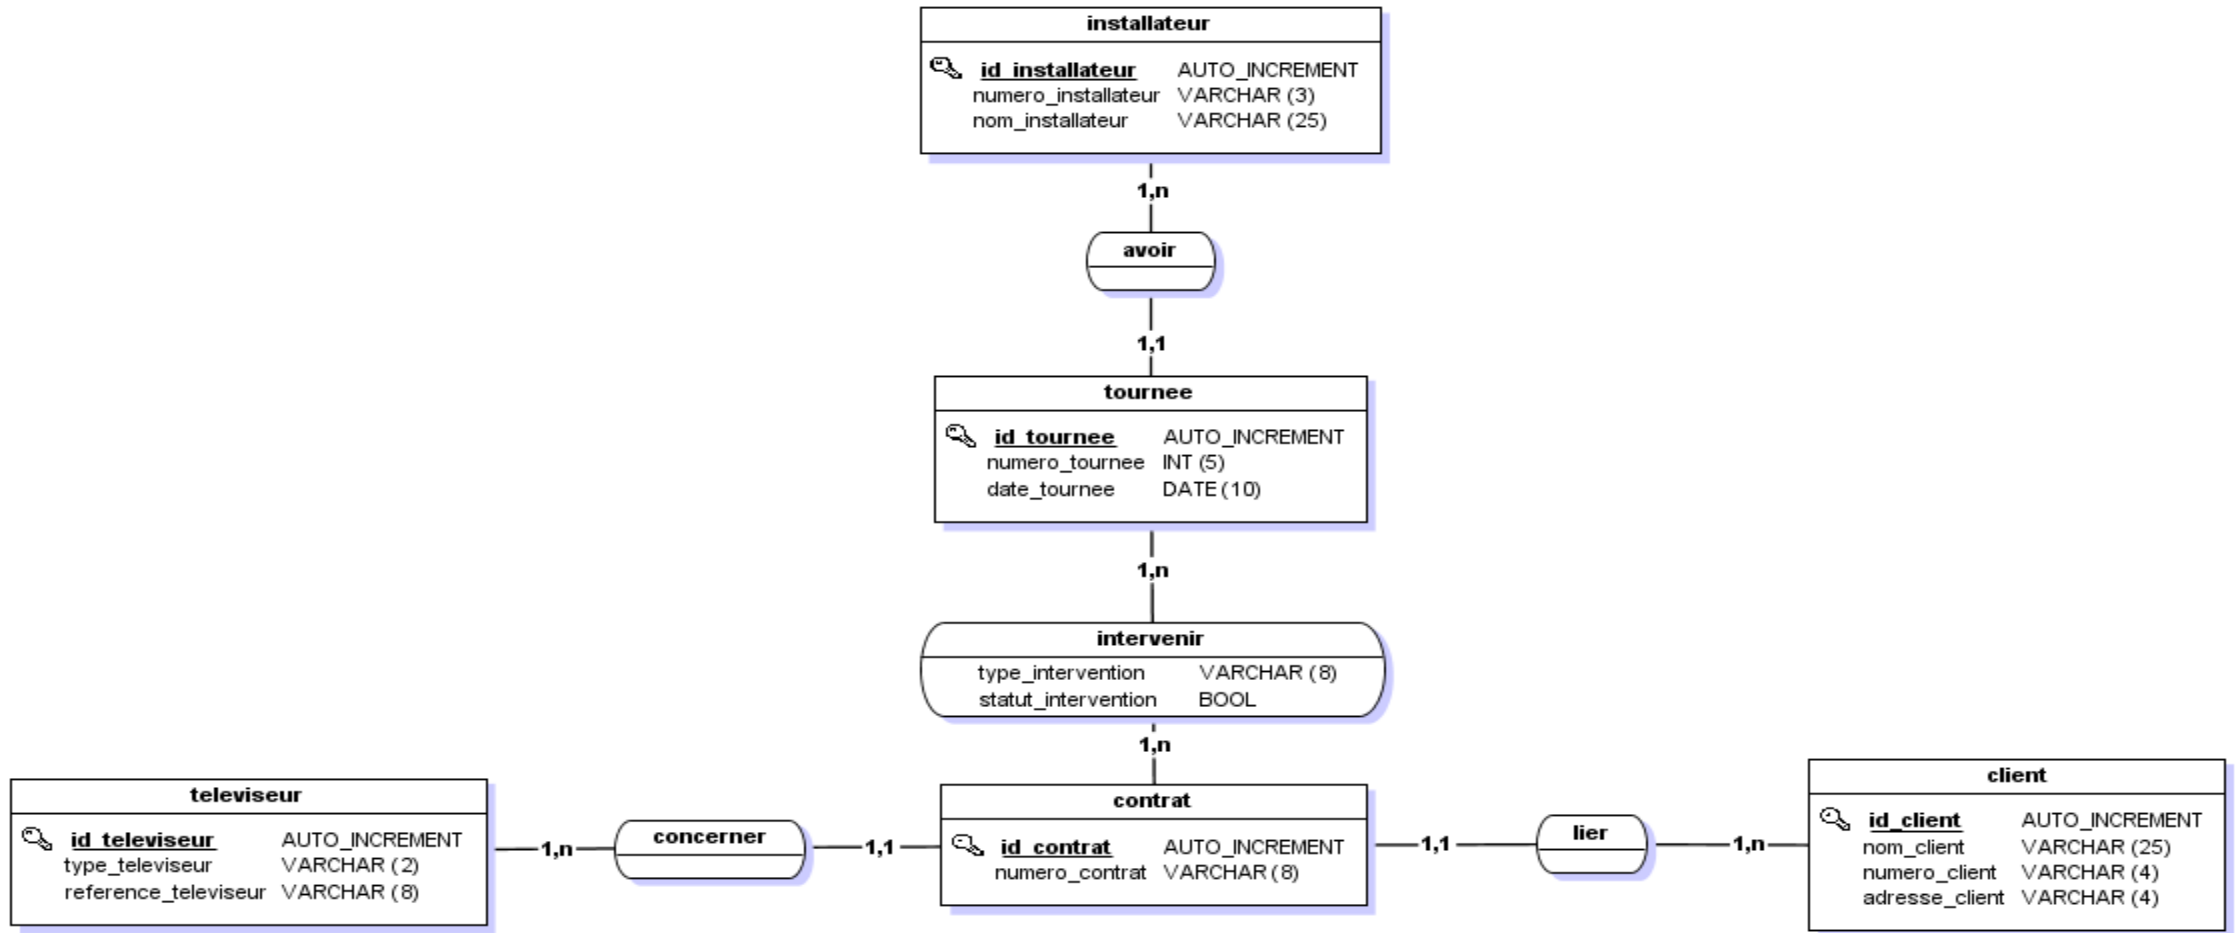 installateur
id_installateur AUTO_INCREMENT
numero_installateur VARCHAR (3)
nom_installateur VARCHAR (25)
1,n
avoir
1,1
tournee
id_tournee AUTO_INCREMENT
numero_tournee INT (5)
date_tournee DATE (10)
1,n
intervenir
type_intervention VARCHAR (8)
statut_intervention BOOL
1,n
televiseur
id_televiseur AUTO_INCREMENT
type_televiseur VARCHAR (2)
reference_televiseur VARCHAR (8)
1,n
concerner
1,1
contrat
id_contrat AUTO_INCREMENT
numero_contrat VARCHAR (8)
1,1
lier
1,n
client
id_client AUTO_INCREMENT
nom_client VARCHAR (25)
numero_client VARCHAR (4)
adresse_client VARCHAR (4)